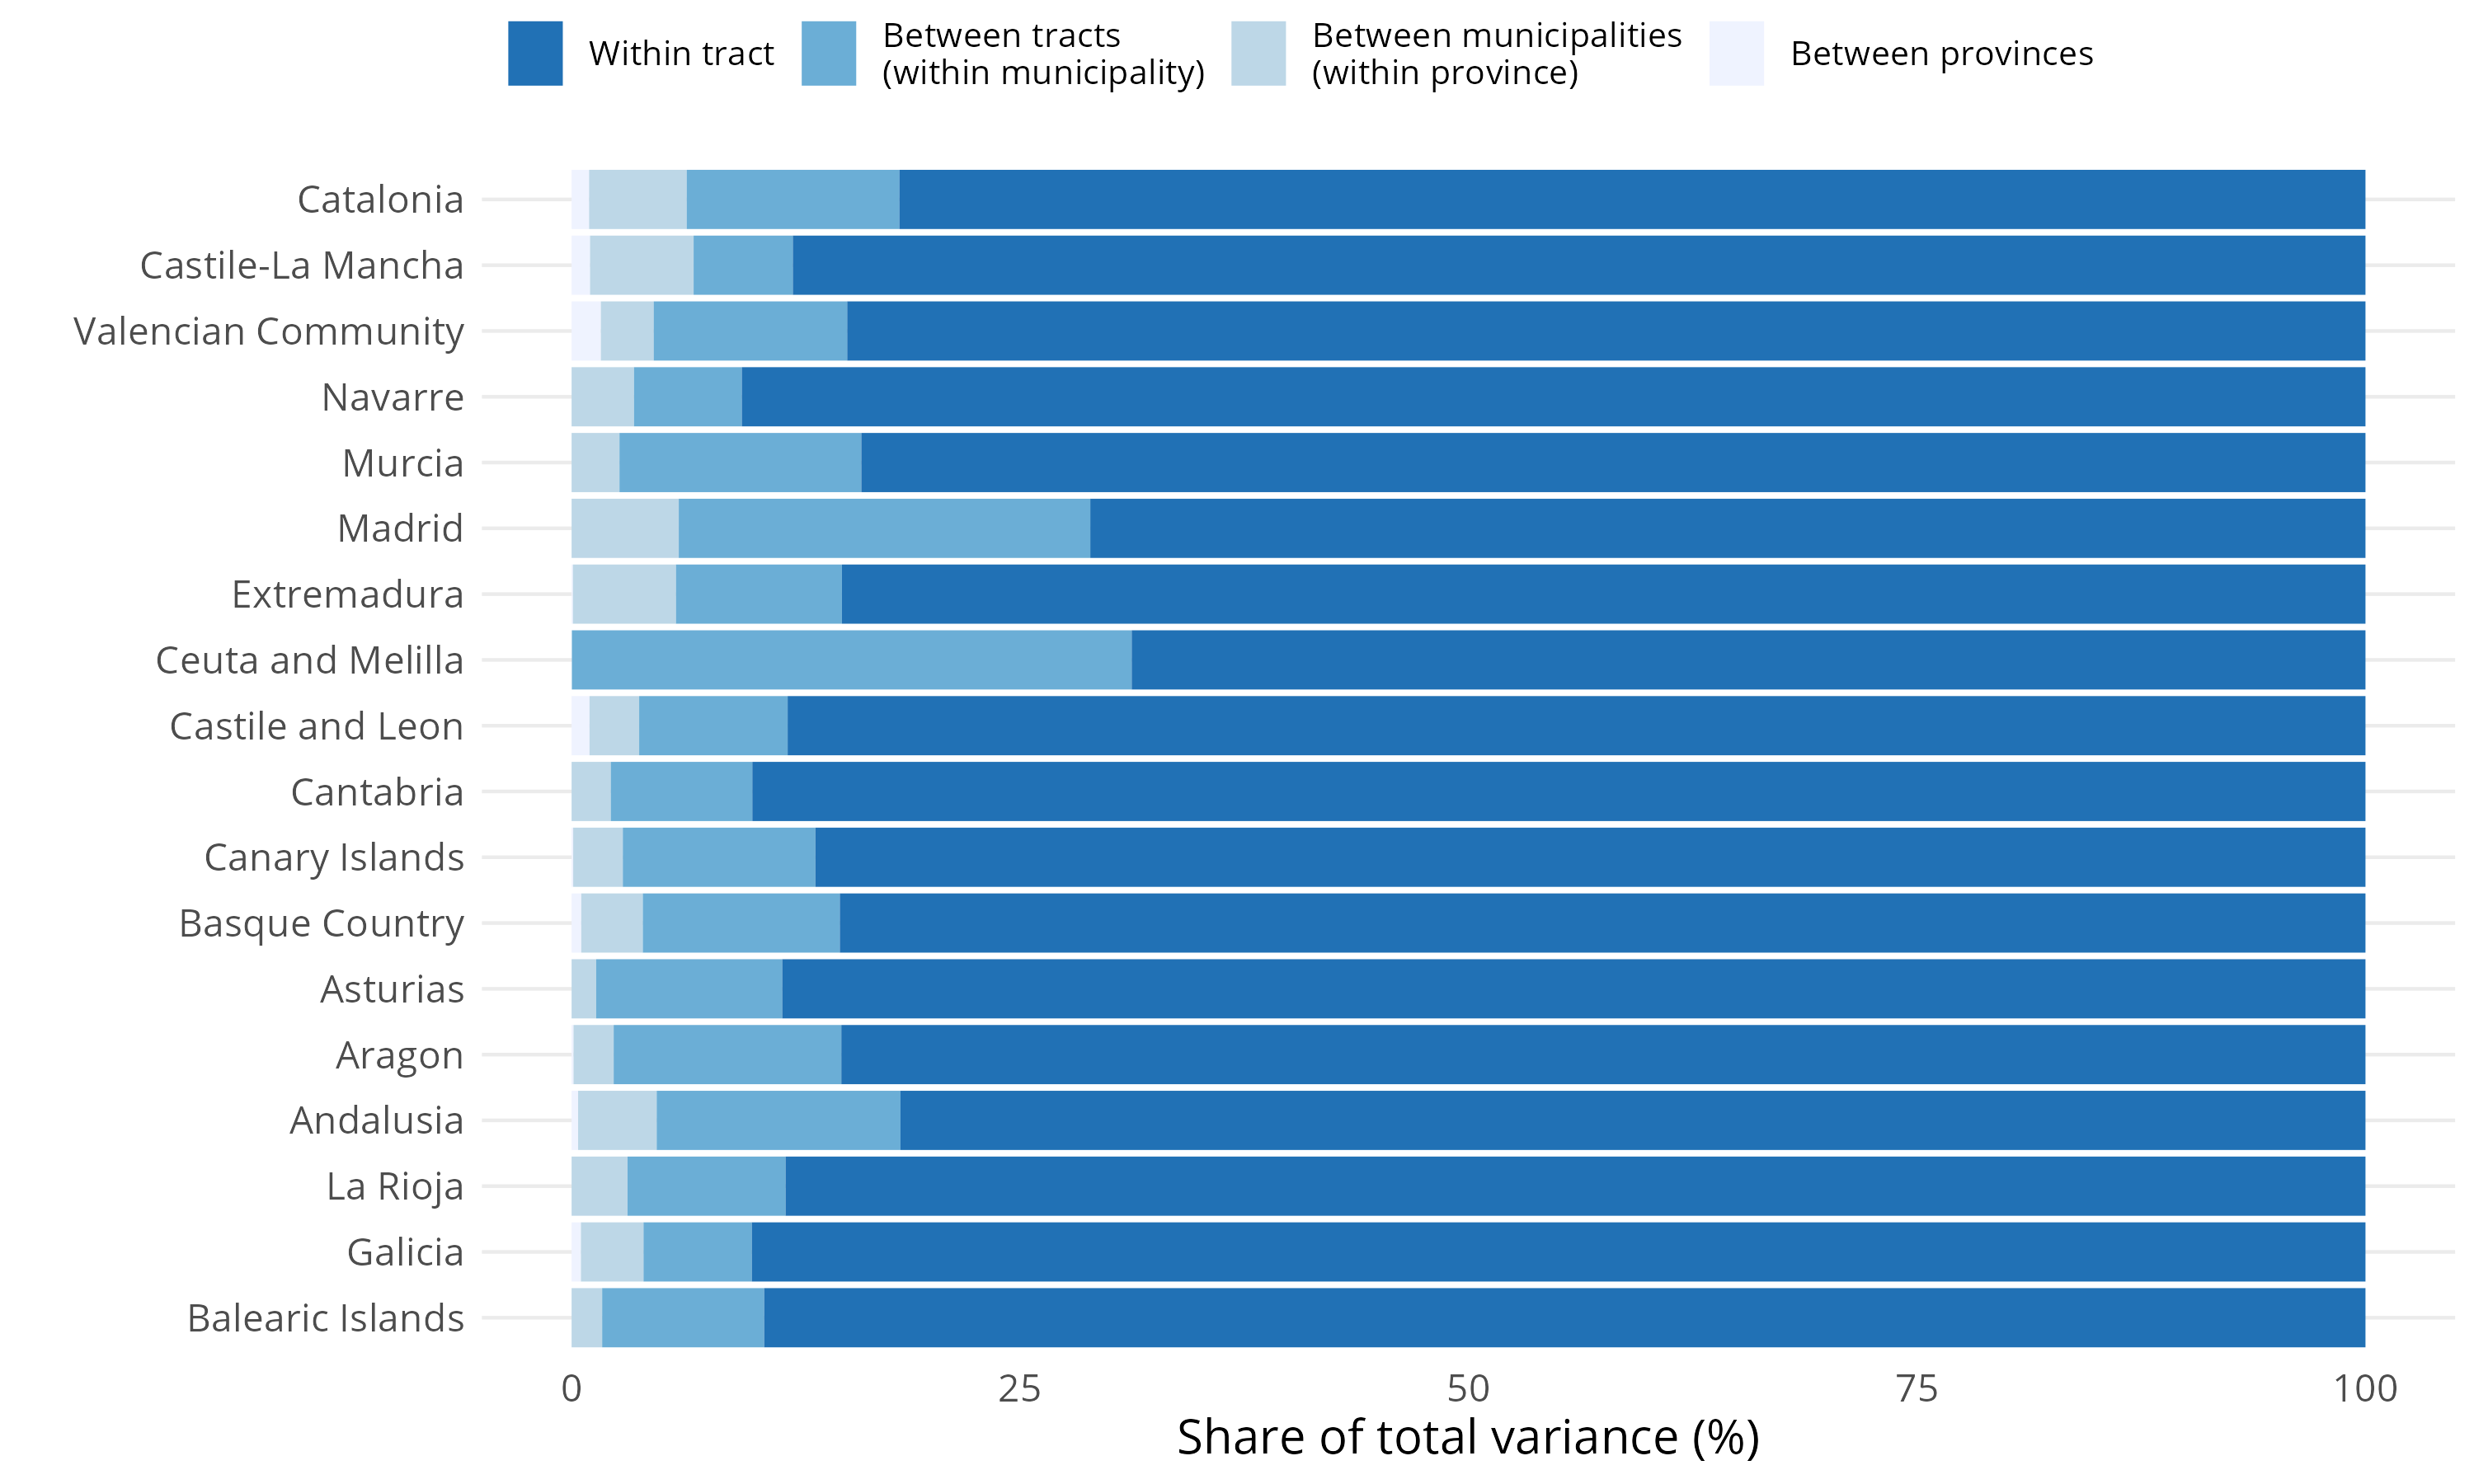 Within tract
Between tracts
(within municipality)
Between municipalities
(within province)
Between provinces
Catalonia
Castile-La Mancha
Valencian Community
Navarre
Murcia
Madrid
Extremadura
Ceuta and Melilla
Castile and Leon
Cantabria
Canary Islands
Basque Country
Asturias
Aragon
Andalusia
La Rioja
Galicia
Balearic Islands
0 25 50 75 100
Share of total variance (%)